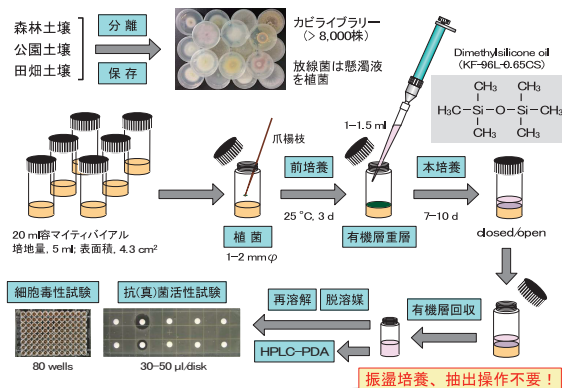 森林土壌
公園土壌
田畑土壌
分 離
保 存
カビライブラリー
(> 8,000株)
放線菌は懸濁液
を植菌
Dimethylsilicone oil
(KF-96L-0.65CS)
CH₃ CH₃
H₃C—Si—O—Si—CH₃
CH₃ CH₃
20 ml容マイティバイアル
培地量, 5 ml; 表面積, 4.3 cm²
爪楊枝
植 菌
1–2 mmφ
前培養
25 °C, 3 d
1–1.5 ml
有機層重層
本培養
7–10 d
closed/open
有機層回収
再溶解
脱溶媒
HPLC-PDA
抗(真)菌活性試験
30–50 µl/disk
細胞毒性試験
80 wells
振盪培養、抽出操作不要！